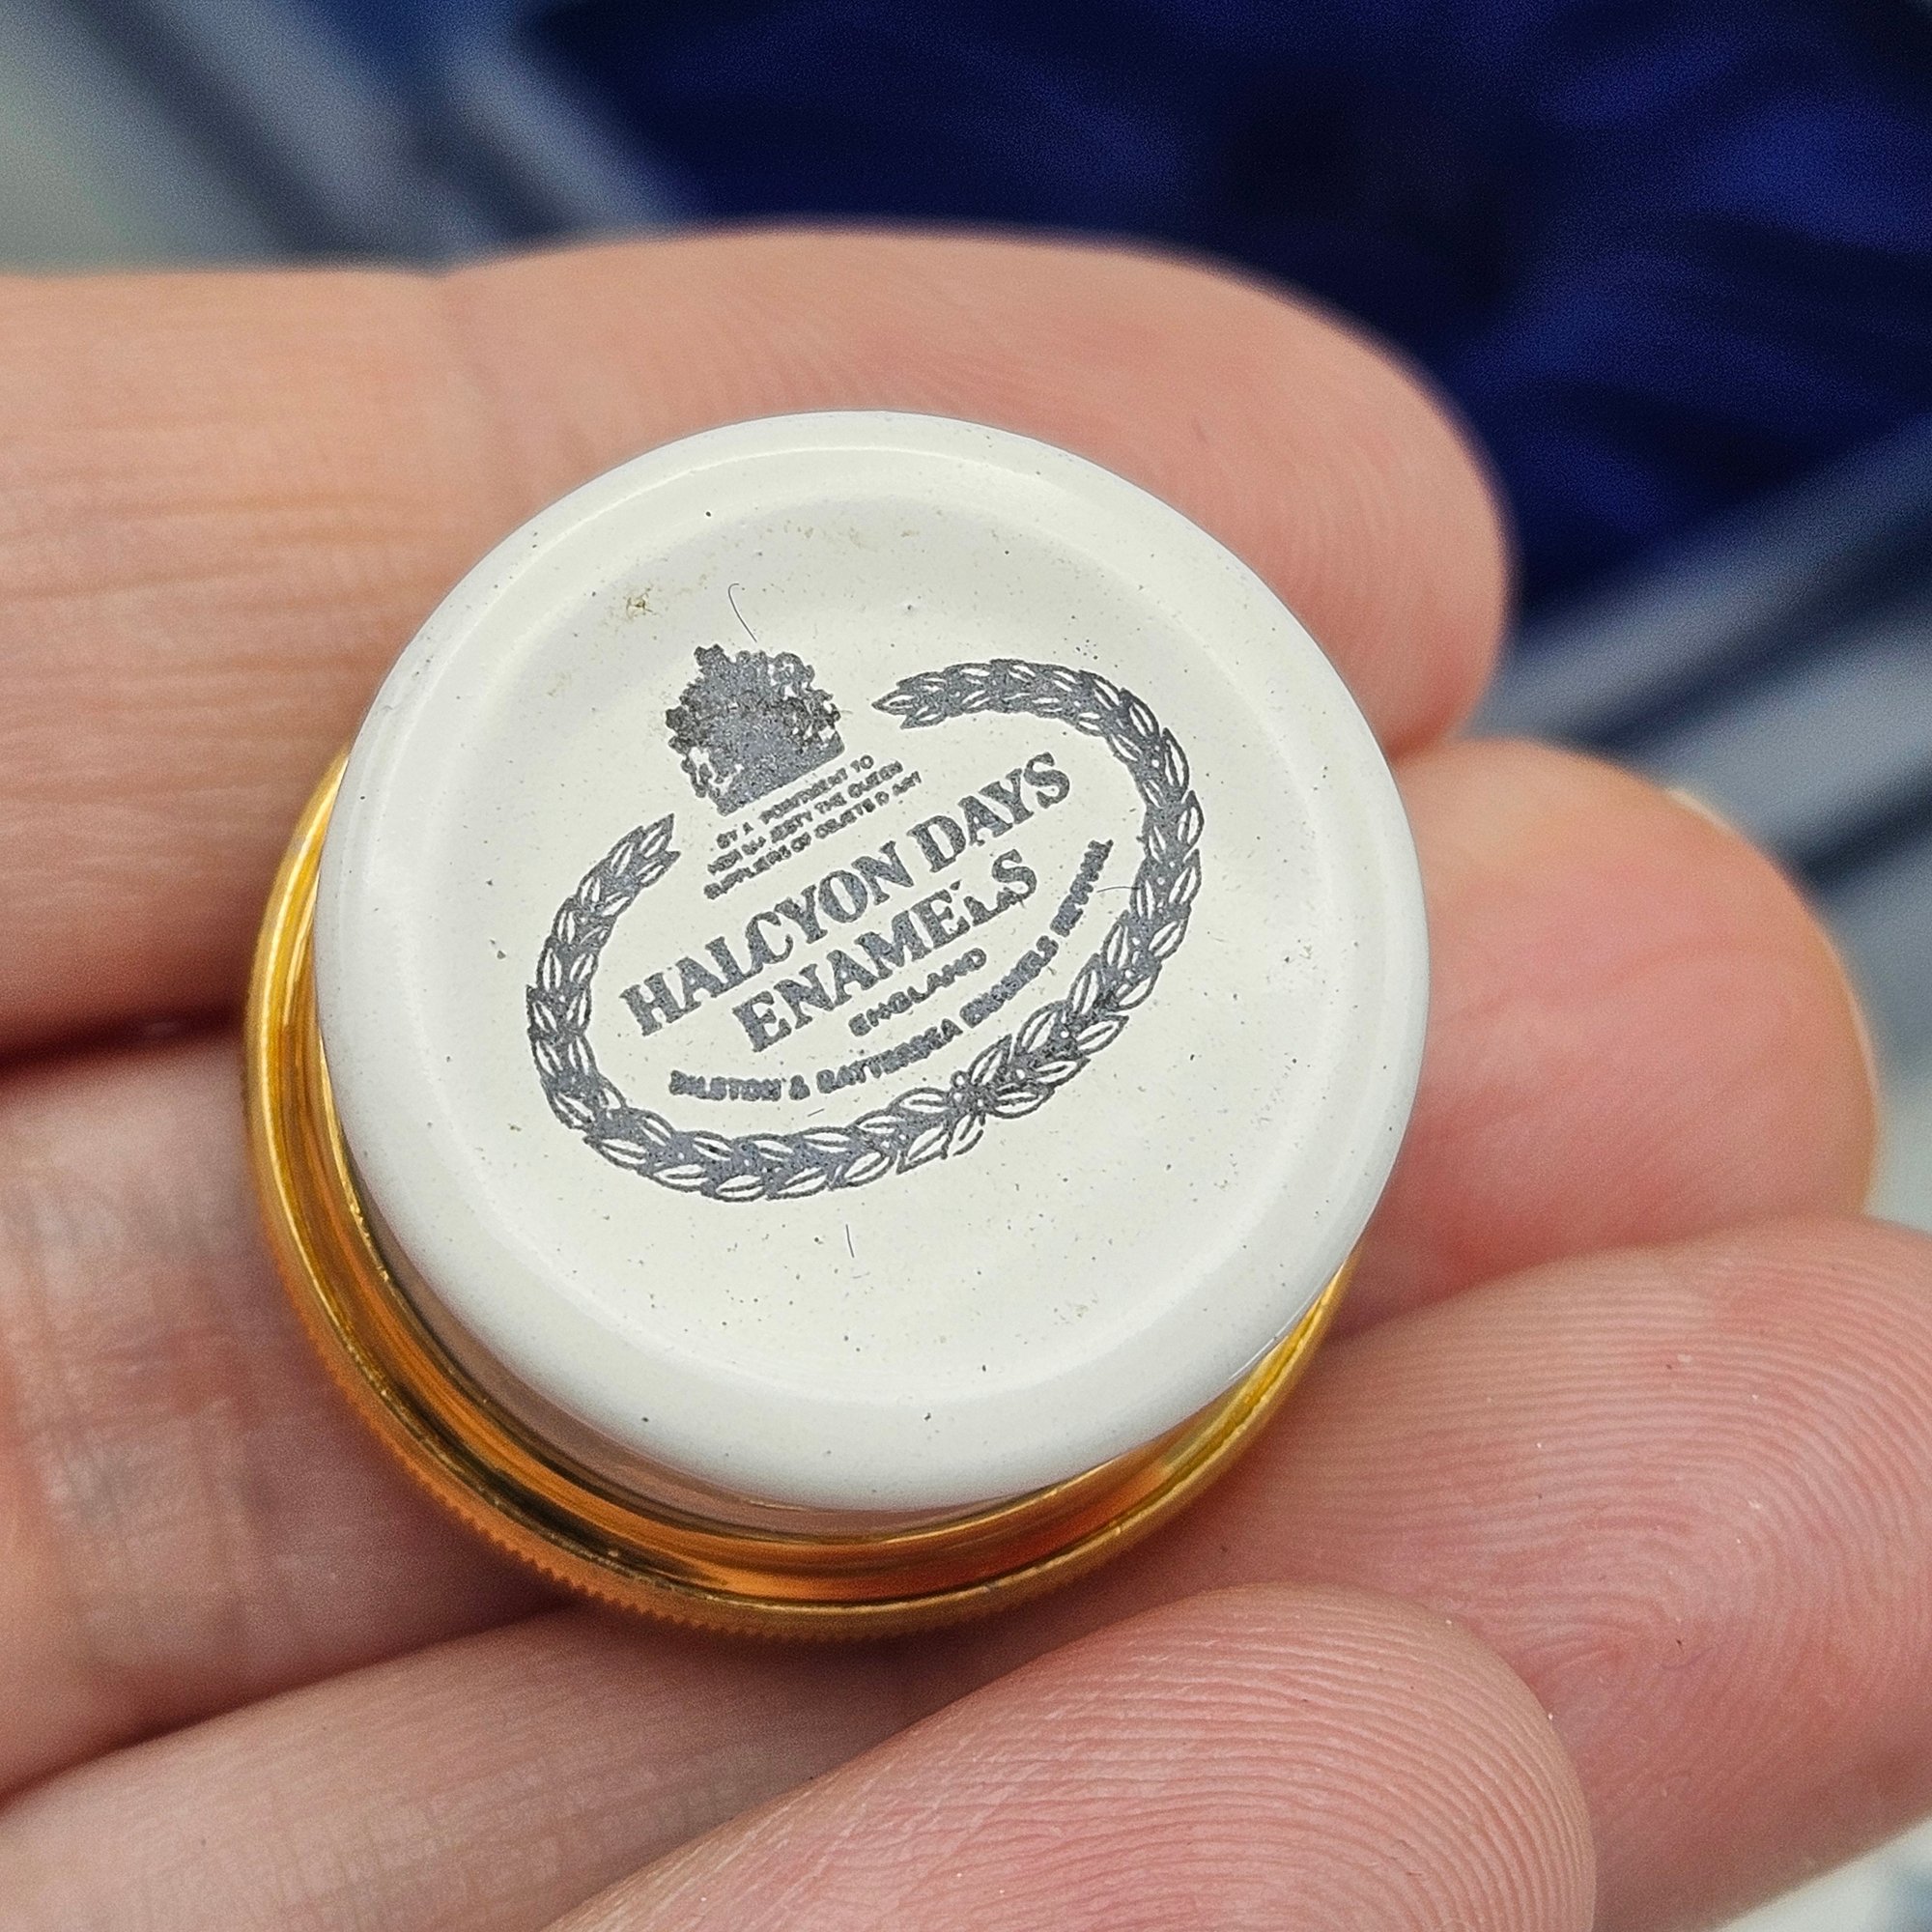 BY APPOINTMENT TO
HER MAJESTY THE QUEEN
SUPPLIERS OF OBJETS D'ART
HALCYON DAYS
ENAMELS
ENGLAND
BILSTON & BATTERSEA ENAMELS REVIVAL